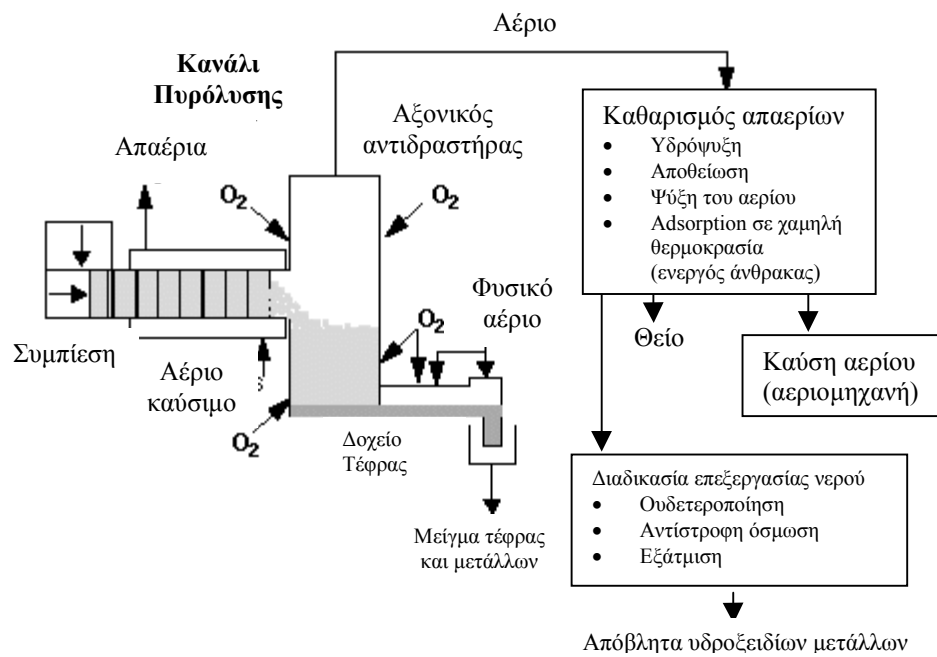 Αέριο
Κανάλι
Πυρόλυσης
Απαέρια
Αξονικός
αντιδραστήρας
O2
O2
Καθαρισμός απαερίων
• Υδρόψυξη
• Αποθείωση
• Ψύξη του αερίου
• Adsorption σε χαμηλή
θερμοκρασία
(ενεργός άνθρακας)
Φυσικό
αέριο
O2
Συμπίεση
Αέριο
καύσιμο
O2
Θείο
Καύση αερίου
(αεριομηχανή)
Δοχείο
Τέφρας
Διαδικασία επεξεργασίας νερού
• Ουδετεροποίηση
• Αντίστροφη όσμωση
• Εξάτμιση
Μείγμα τέφρας
και μετάλλων
Απόβλητα υδροξειδίων μετάλλων